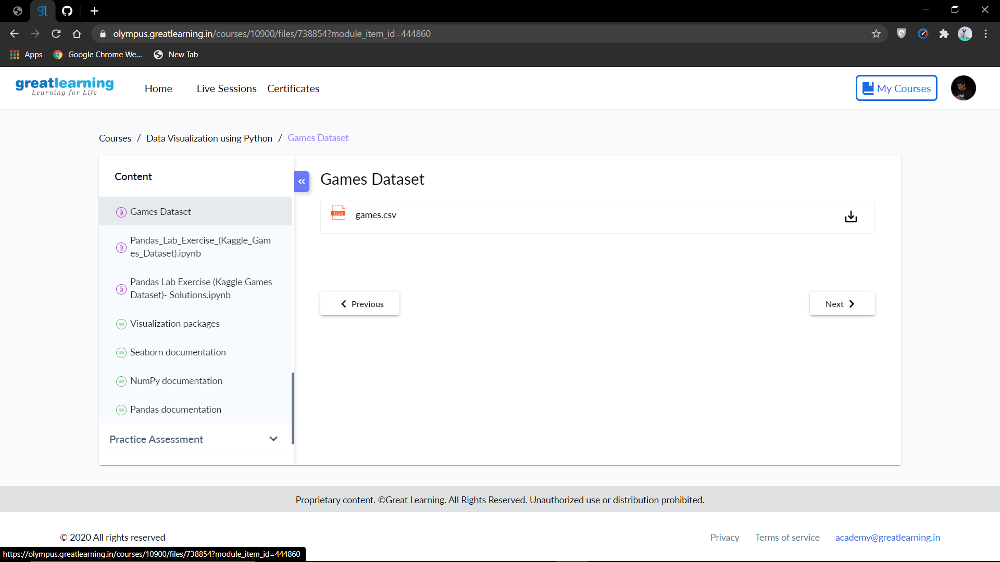 gl
olympus.greatlearning.in/courses/10900/files/738854?module_item_id=444860
Apps
Google Chrome We...
New Tab
greatlearning
Learning for Life
Home
Live Sessions
Certificates
My Courses
Courses / Data Visualization using Python / Games Dataset
Content
Games Dataset
Pandas_Lab_Exercise_(Kaggle_Gam
es_Dataset).ipynb
Pandas Lab Exercise (Kaggle Games
Dataset)- Solutions.ipynb
Visualization packages
Seaborn documentation
NumPy documentation
Pandas documentation
Practice Assessment
«
Games Dataset
CSV
games.csv
Previous
Next
Proprietary content. ©Great Learning. All Rights Reserved. Unauthorized use or distribution prohibited.
© 2020 All rights reserved
Privacy
Terms of service
academy@greatlearning.in
https://olympus.greatlearning.in/courses/10900/files/738854?module_item_id=444860